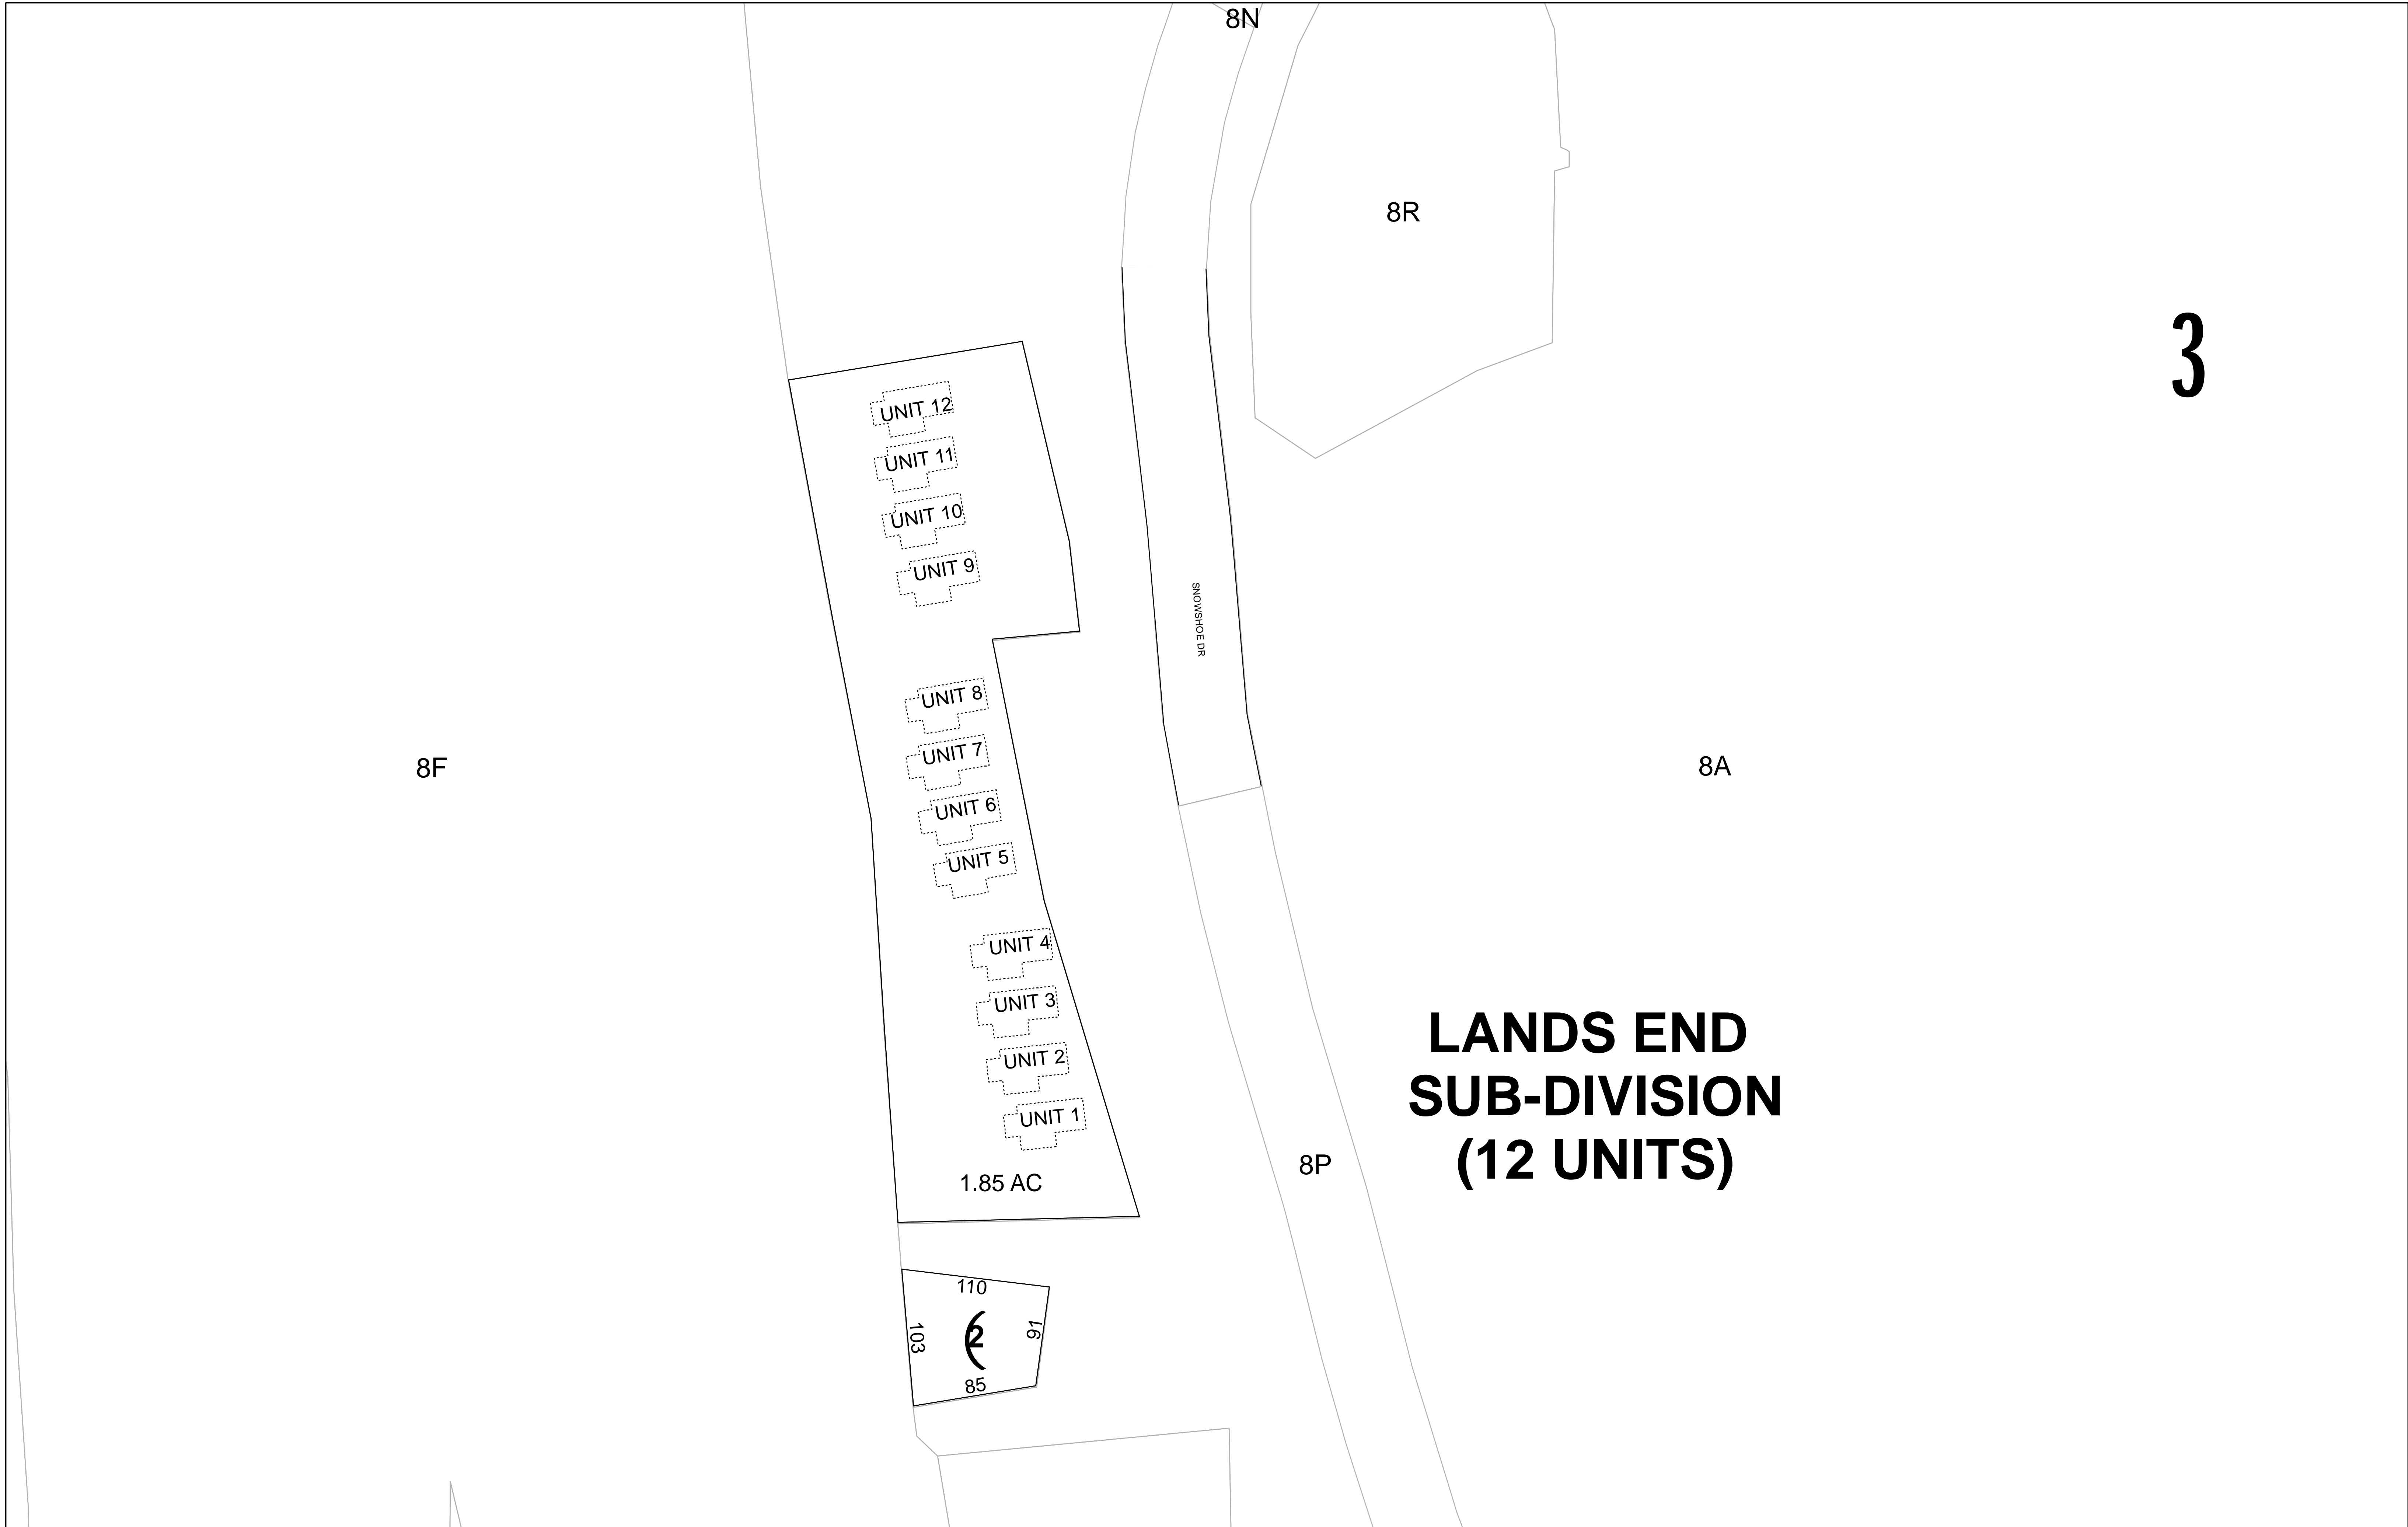 8N
8R
3
UNIT 12
UNIT 11
UNIT 10
UNIT 9
SNOWSHOE DR
UNIT 8
UNIT 7
UNIT 6
UNIT 5
8F
8A
UNIT 4
UNIT 3
UNIT 2
UNIT 1
1.85 AC
8P
LANDS END
SUB-DIVISION
(12 UNITS)
110
103
(2
91
85